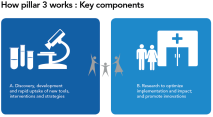 How pillar 3 works : Key components
A. Discovery, development
and rapid uptake of new tools,
interventions and strategies
B. Research to optimize
implementation and impact,
and promote innovations